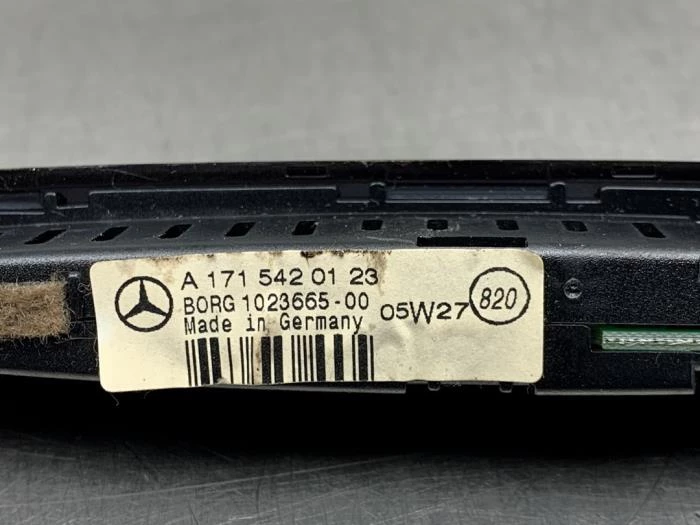 A 171 542 01 23
BORG 1023665-00
Made in Germany
05W27
820